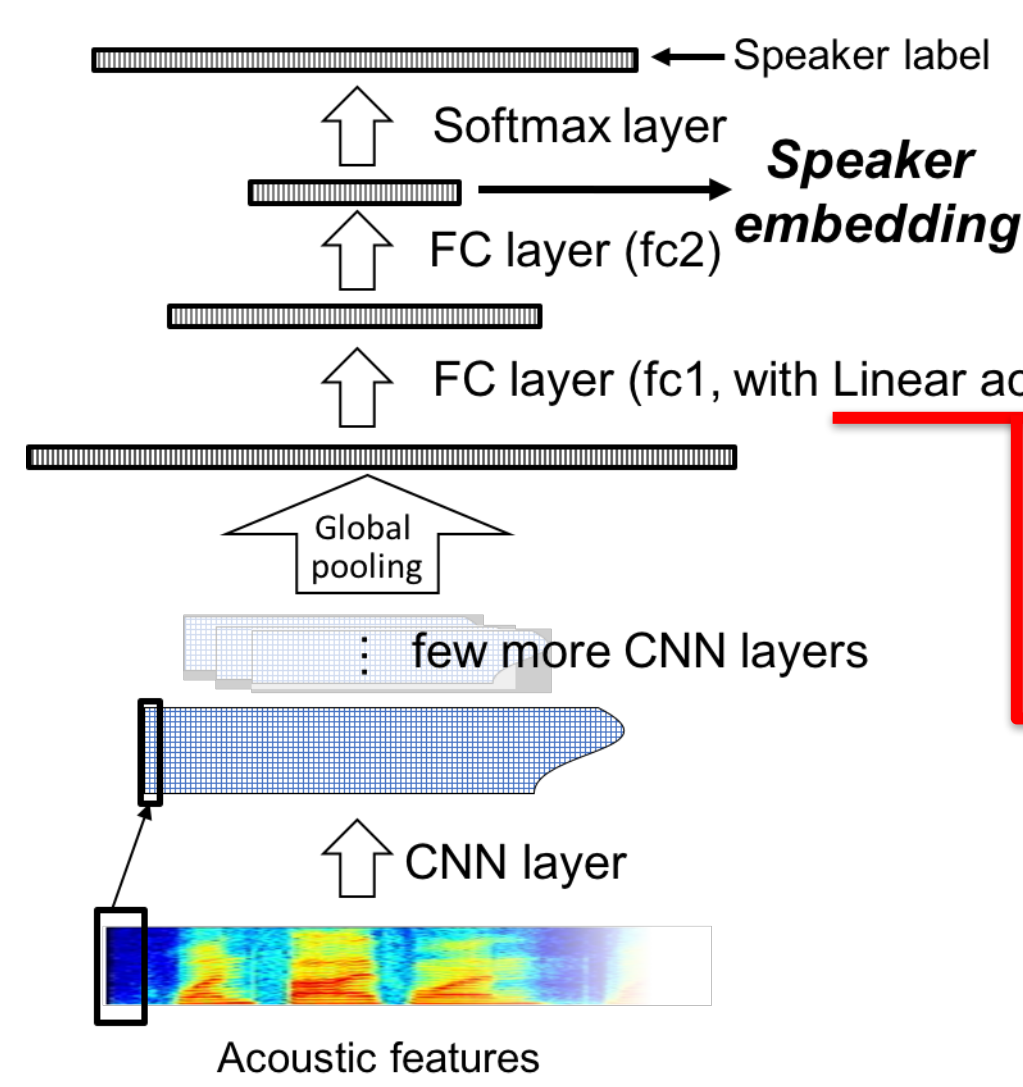 Speaker label
Softmax layer
Speaker
embedding
FC layer (fc2)
FC layer (fc1, with Linear ac
Global
pooling
⋮ few more CNN layers
CNN layer
Acoustic features